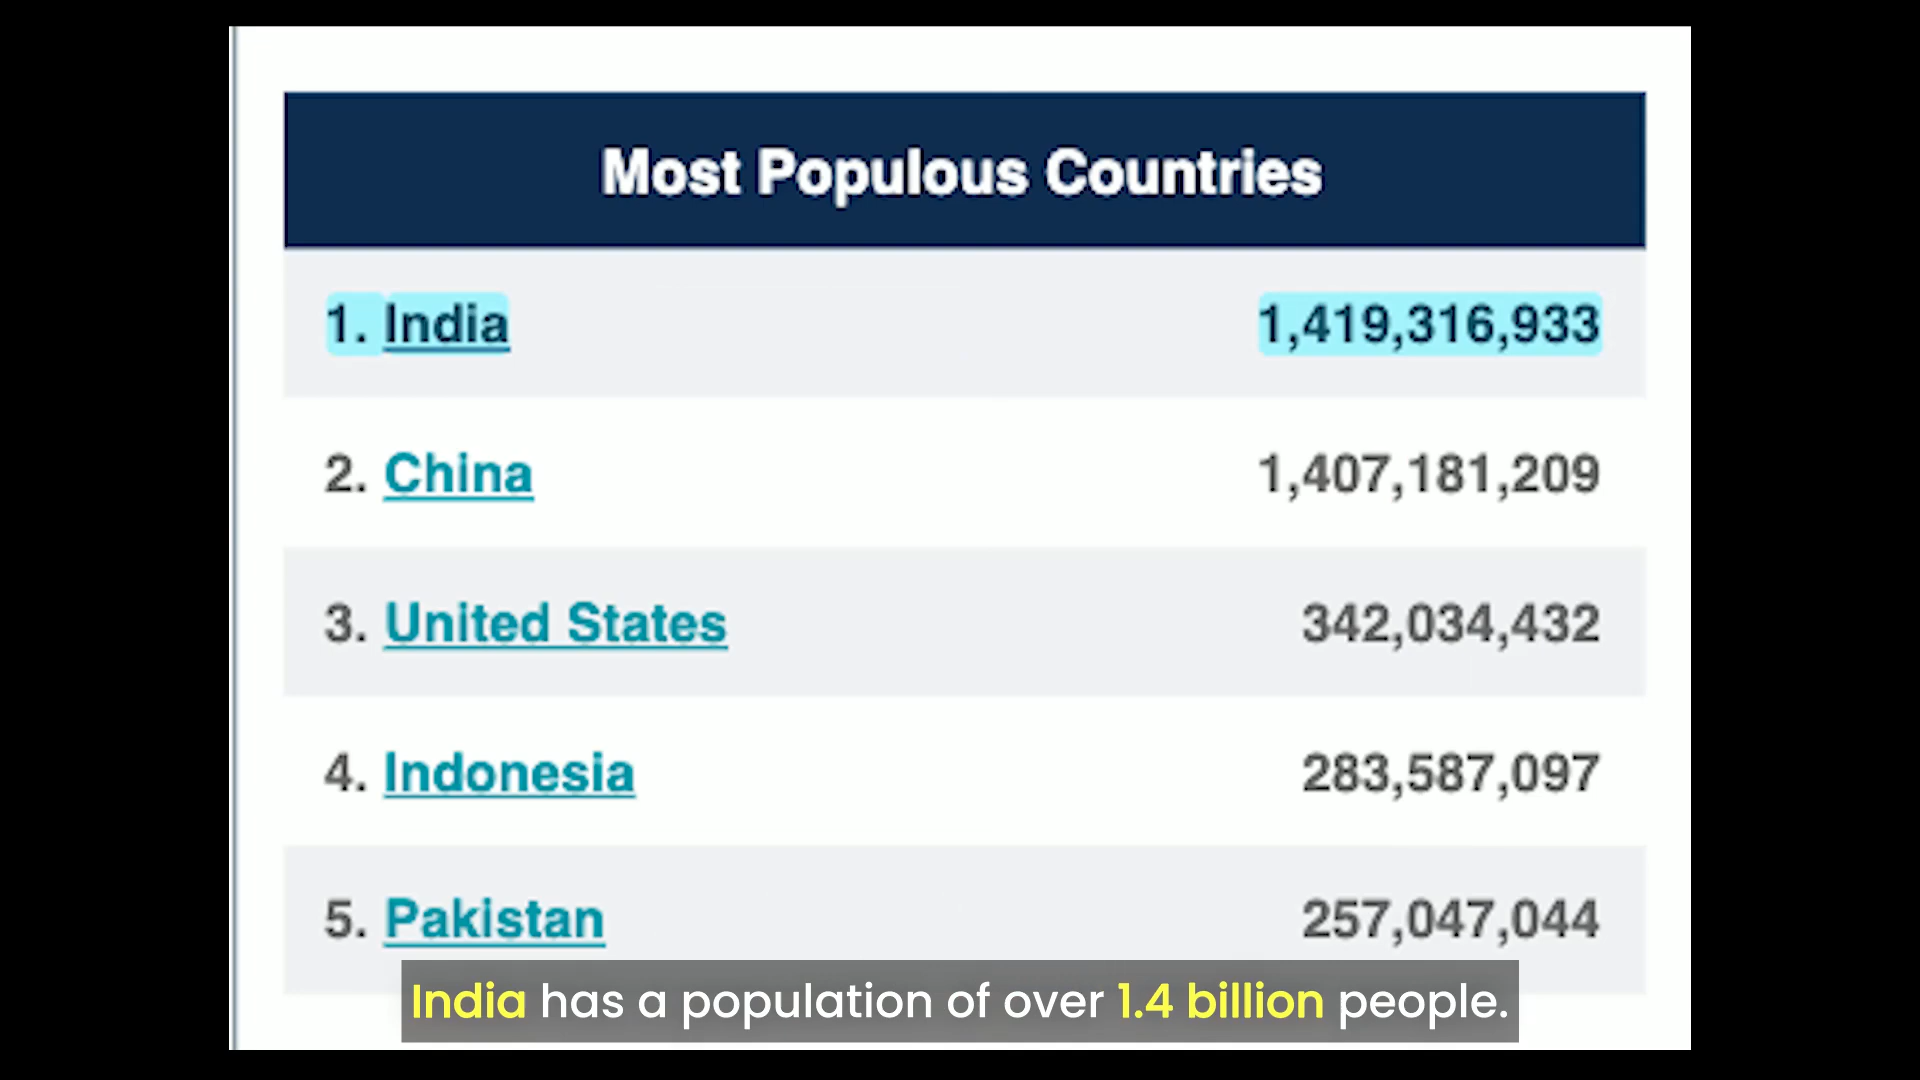 Most Populous Countries
1. India 1,419,316,933
2. China 1,407,181,209
3. United States 342,034,432
4. Indonesia 283,587,097
5. Pakistan 257,047,044
India has a population of over 1.4 billion people.